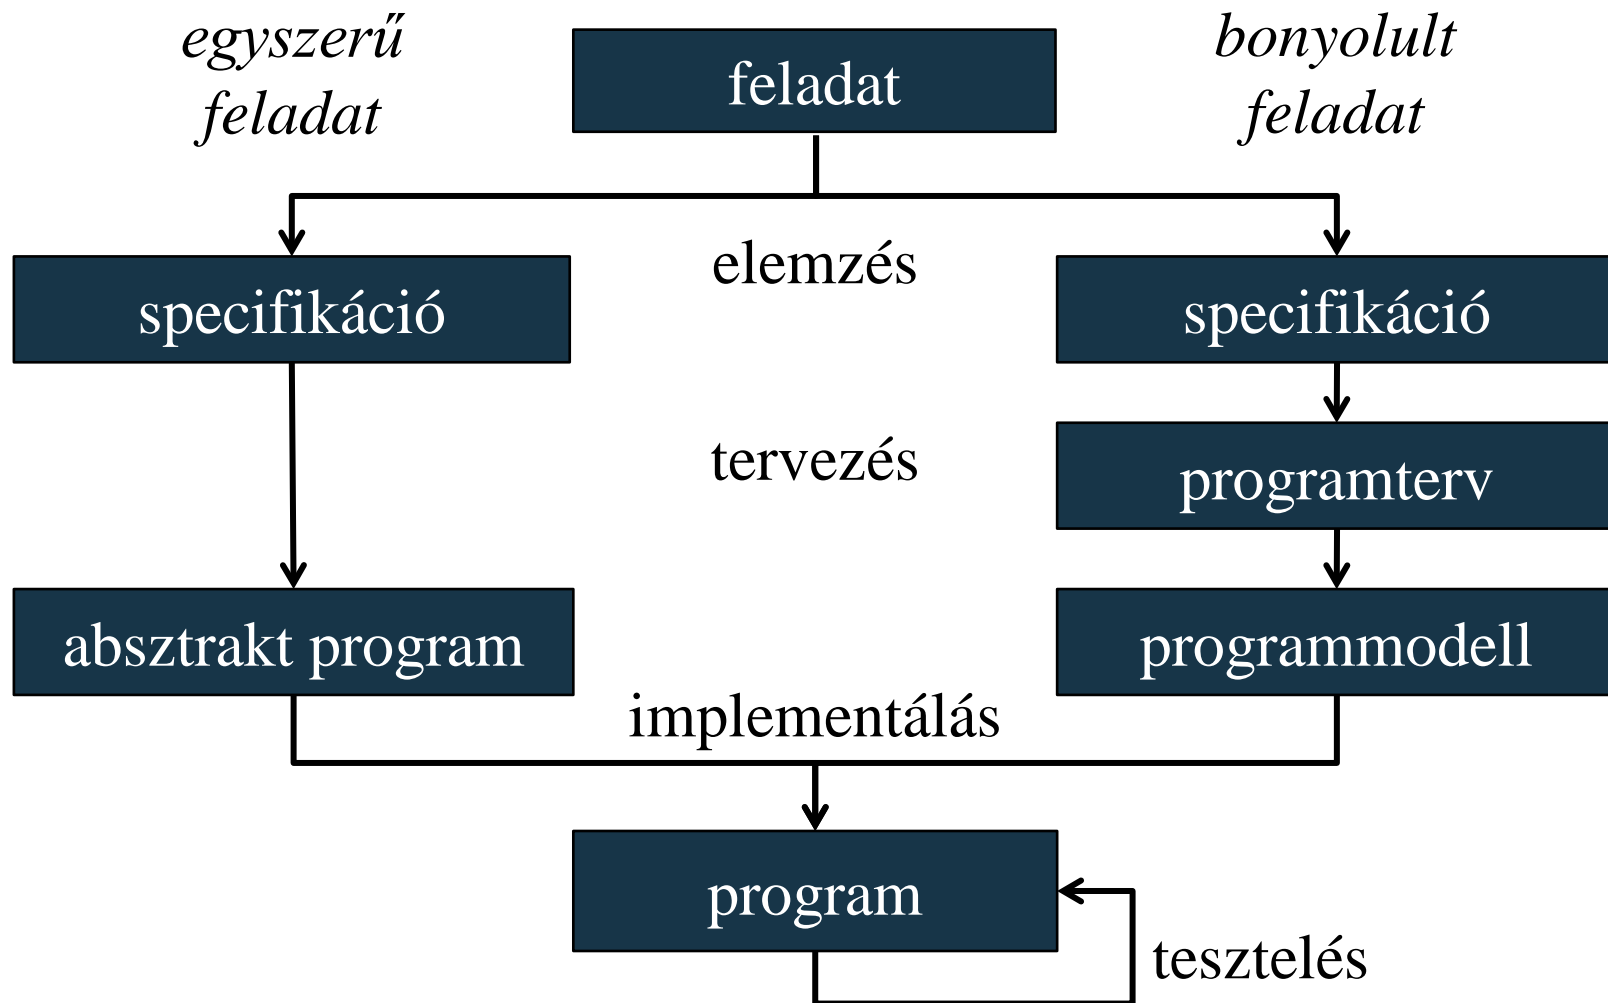 egyszerű
feladat
feladat
bonyolult
feladat
elemzés
specifikáció
specifikáció
tervezés
programterv
absztrakt program
programmodell
implementálás
program
tesztelés